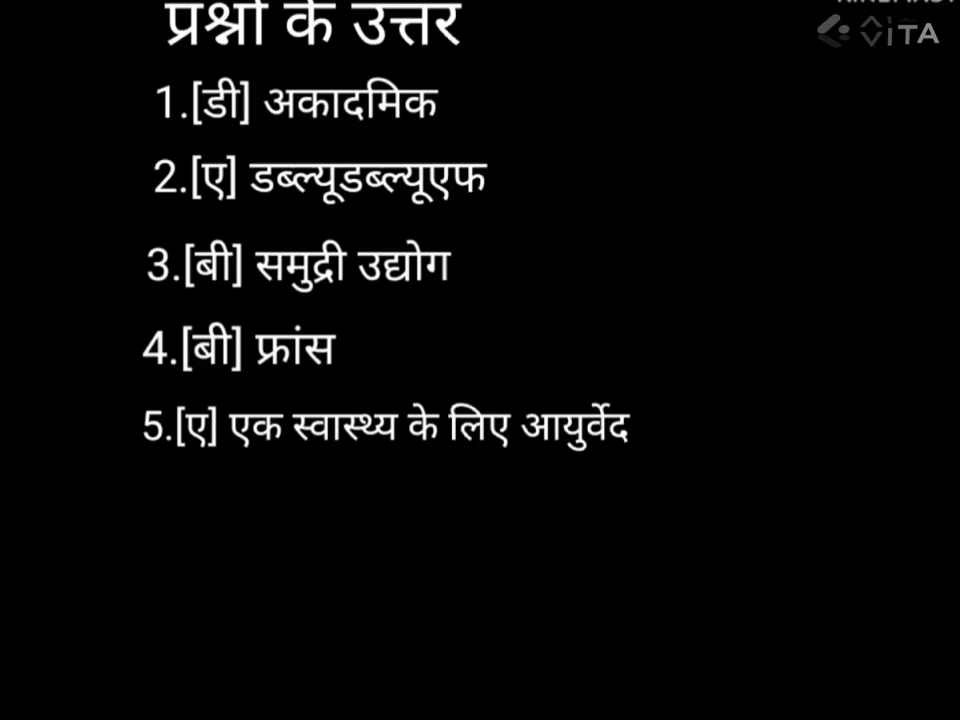 प्रश्नों के उत्तर
VITA
1.[डी] अकादमिक
2.[ए] डब्ल्यूडब्ल्यूएफ
3.[बी] समुद्री उद्योग
4.[बी] फ्रांस
5.[ए] एक स्वास्थ्य के लिए आयुर्वेद